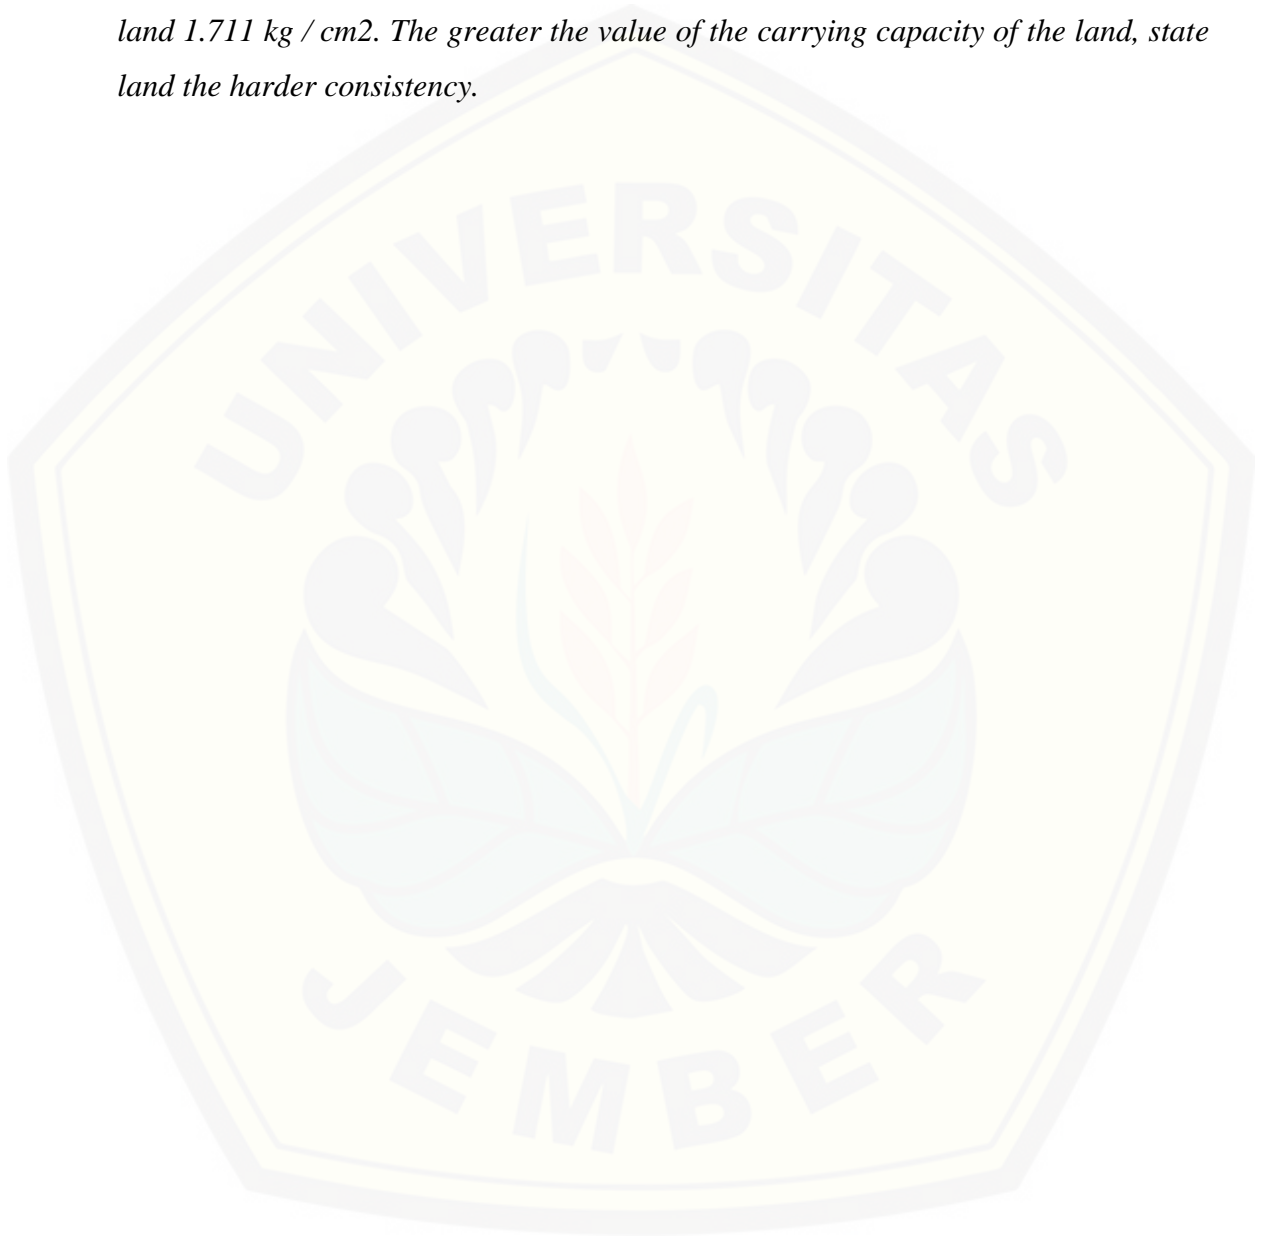 land 1.711 kg / cm2. The greater the value of the carrying capacity of the land, state
land the harder consistency.
UNIVERSITAS
JEMBER